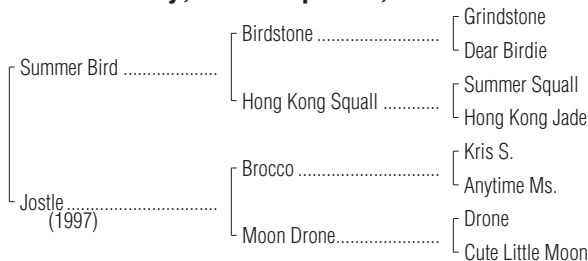 Grindstone
Birdstone ........................................
Dear Birdie
Summer Bird ......................
Summer Squall
Hong Kong Squall .............
Hong Kong Jade
Kris S.
Brocco ..............................................
Anytime Ms.
Jostle...................................
(1997)
Drone
Moon Drone.........................
Cute Little Moon